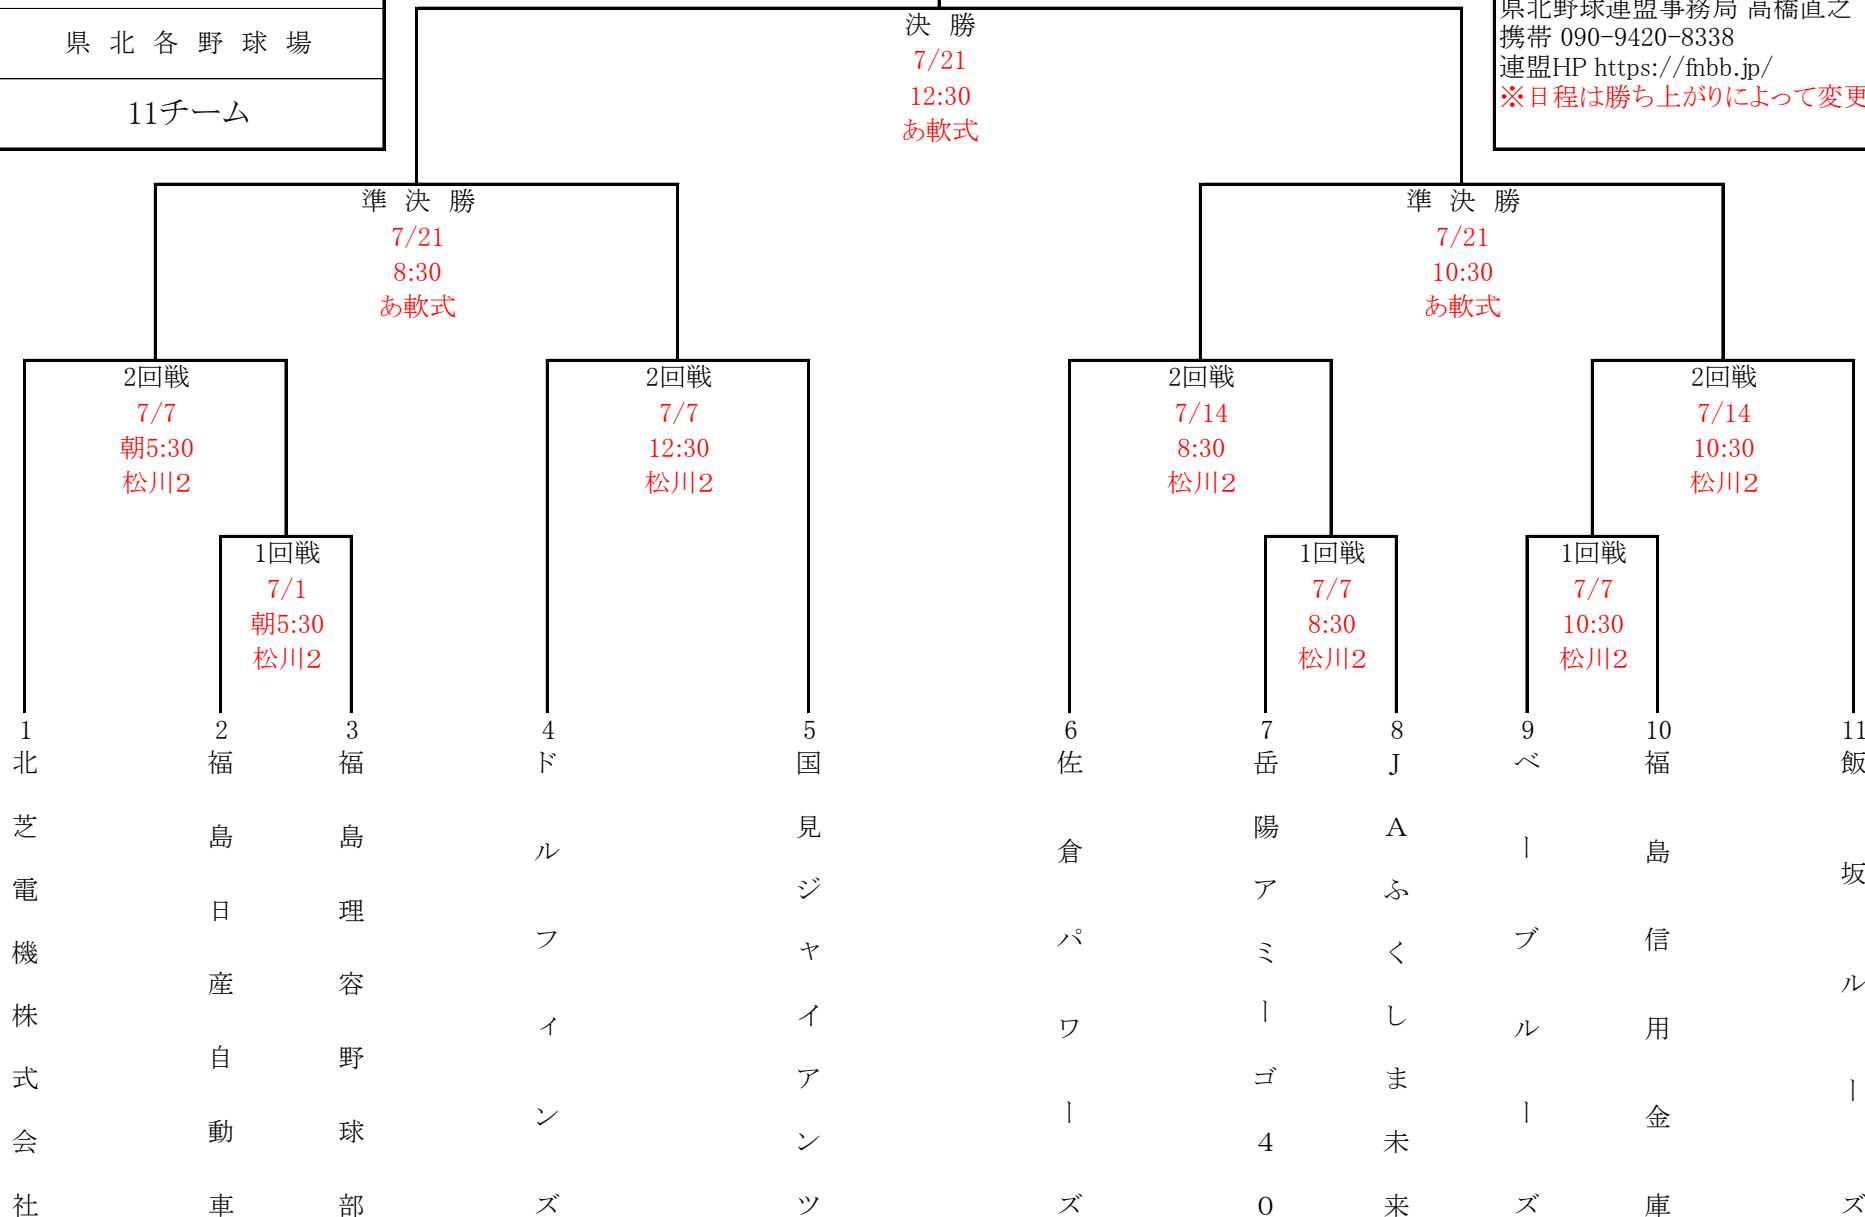 県北各野球場
11チーム
県北野球連盟事務局 高橋直之
携帯 090-9420-8338
連盟HP https://fnbb.jp/
※日程は勝ち上がりによって変更
決勝
7/21
12:30
あ軟式
準決勝
7/21
8:30
あ軟式
準決勝
7/21
10:30
あ軟式
2回戦
7/7
朝5:30
松川2
2回戦
7/7
12:30
松川2
2回戦
7/14
8:30
松川2
2回戦
7/14
10:30
松川2
1回戦
7/1
朝5:30
松川2
1回戦
7/7
8:30
松川2
1回戦
7/7
10:30
松川2
1
北芝電機株式会社
2
福島日産自動車
3
福島理容野球部
4
ドルフィンズ
5
国見ジャイアンツ
6
佐倉パワーズ
7
岳陽アミーゴ40
8
JAふくしま未来
9
ベーブルーズ
10
福島信用金庫
11
飯坂ルーズ